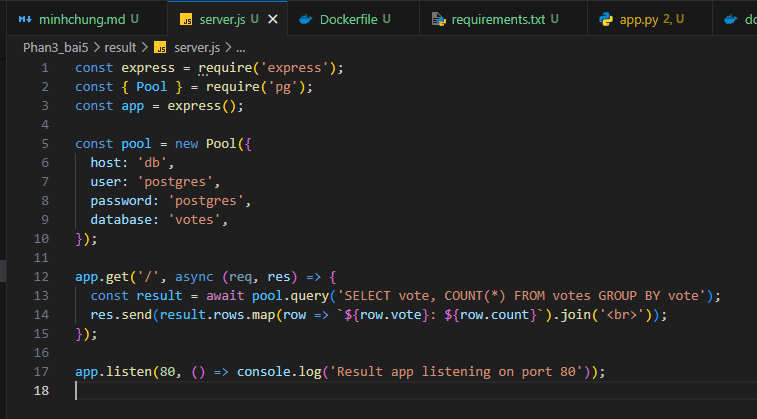 minhchung.md U server.js U Dockerfile U requirements.txt U app.py 2, U do
Phan3_bai5 > result > server.js > ...
1 const express = require('express');
2 const { Pool } = require('pg');
3 const app = express();
4
5 const pool = new Pool({
6   host: 'db',
7   user: 'postgres',
8   password: 'postgres',
9   database: 'votes',
10 });
11
12 app.get('/', async (req, res) => {
13   const result = await pool.query('SELECT vote, COUNT(*) FROM votes GROUP BY vote');
14   res.send(result.rows.map(row => `${row.vote}: ${row.count}`).join('<br>'));
15 });
16
17 app.listen(80, () => console.log('Result app listening on port 80'));
18